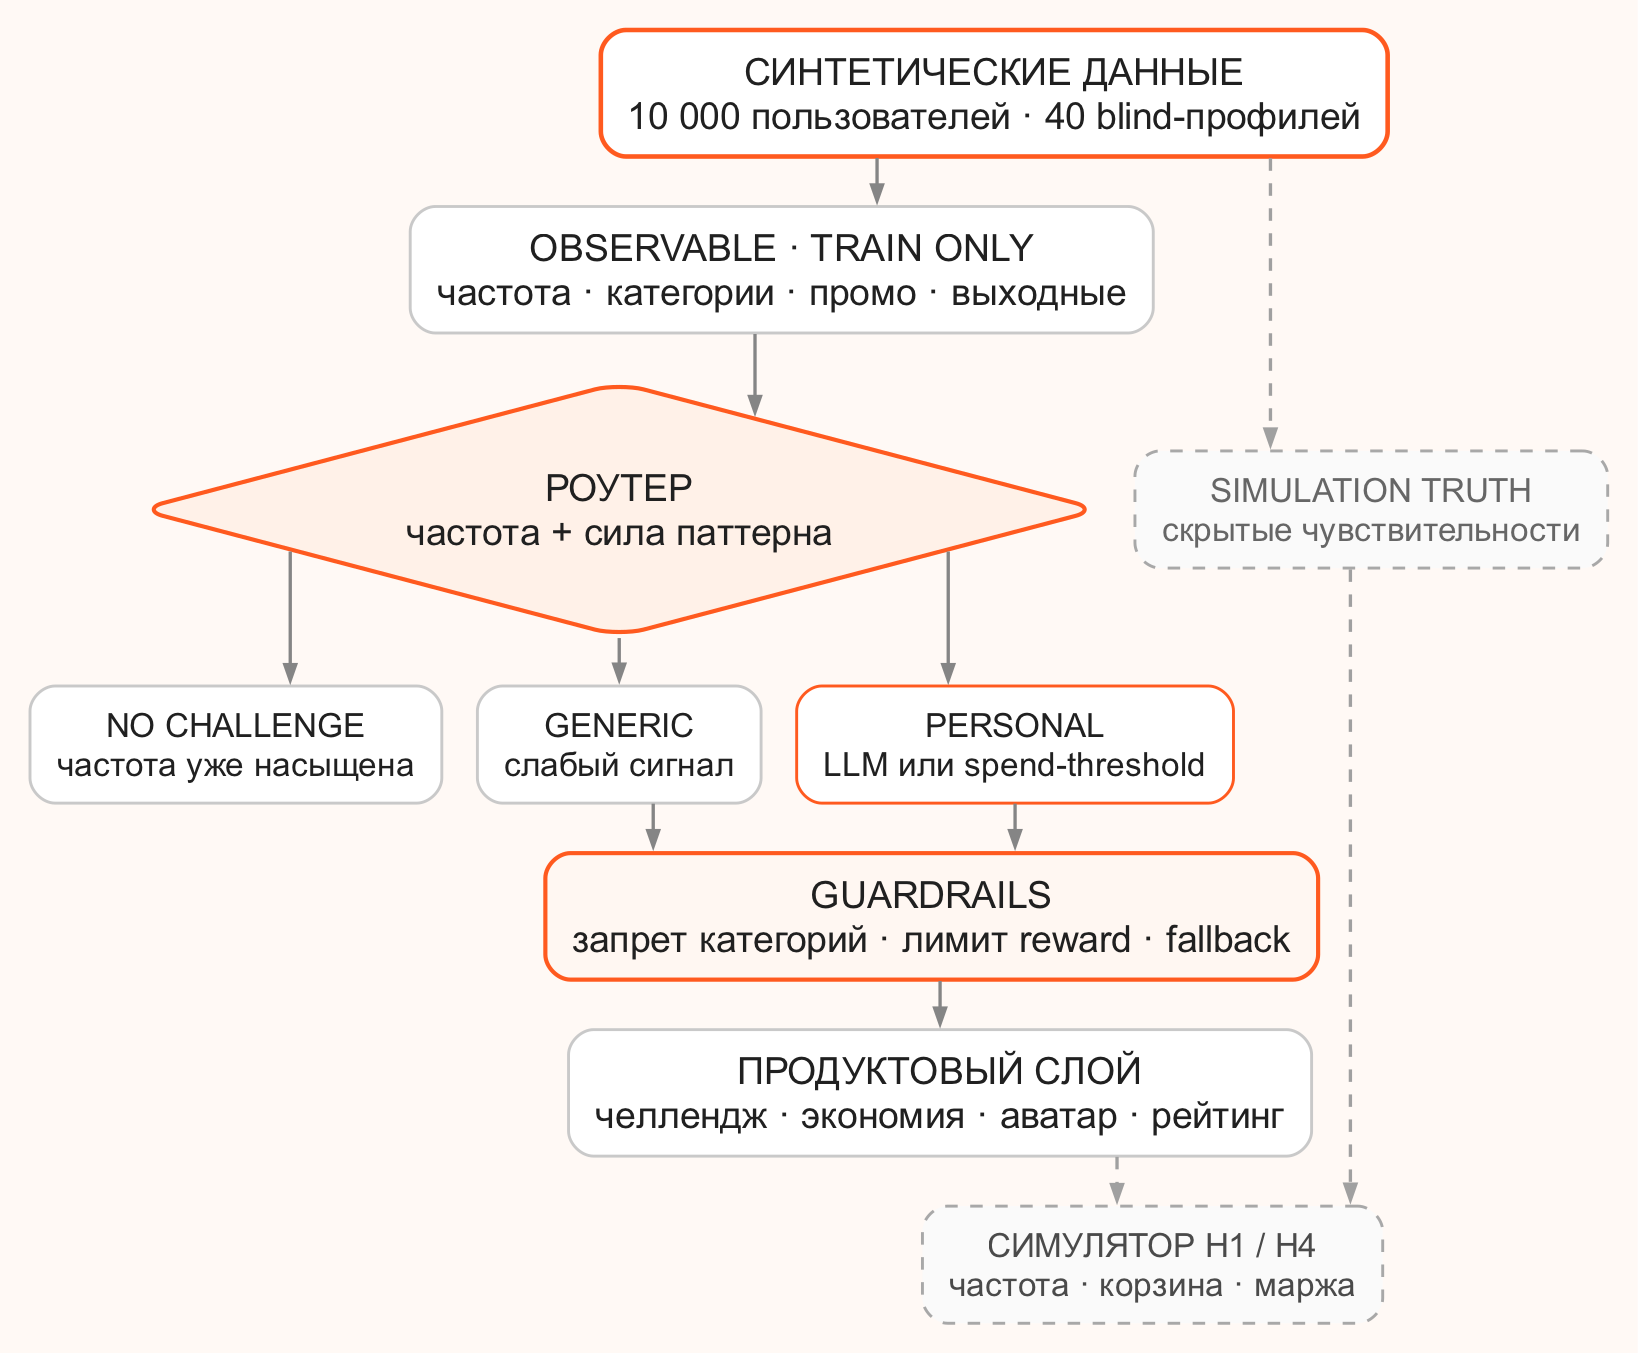 СИНТЕТИЧЕСКИЕ ДАННЫЕ
10 000 пользователей · 40 blind-профилей
OBSERVABLE · TRAIN ONLY
частота · категории · промо · выходные
РОУТЕР
частота + сила паттерна
SIMULATION TRUTH
скрытые чувствительности
NO CHALLENGE
частота уже насыщена
GENERIC
слабый сигнал
PERSONAL
LLM или spend-threshold
GUARDRAILS
запрет категорий · лимит reward · fallback
ПРОДУКТОВЫЙ СЛОЙ
челлендж · экономия · аватар · рейтинг
СИМУЛЯТОР H1 / H4
частота · корзина · маржа